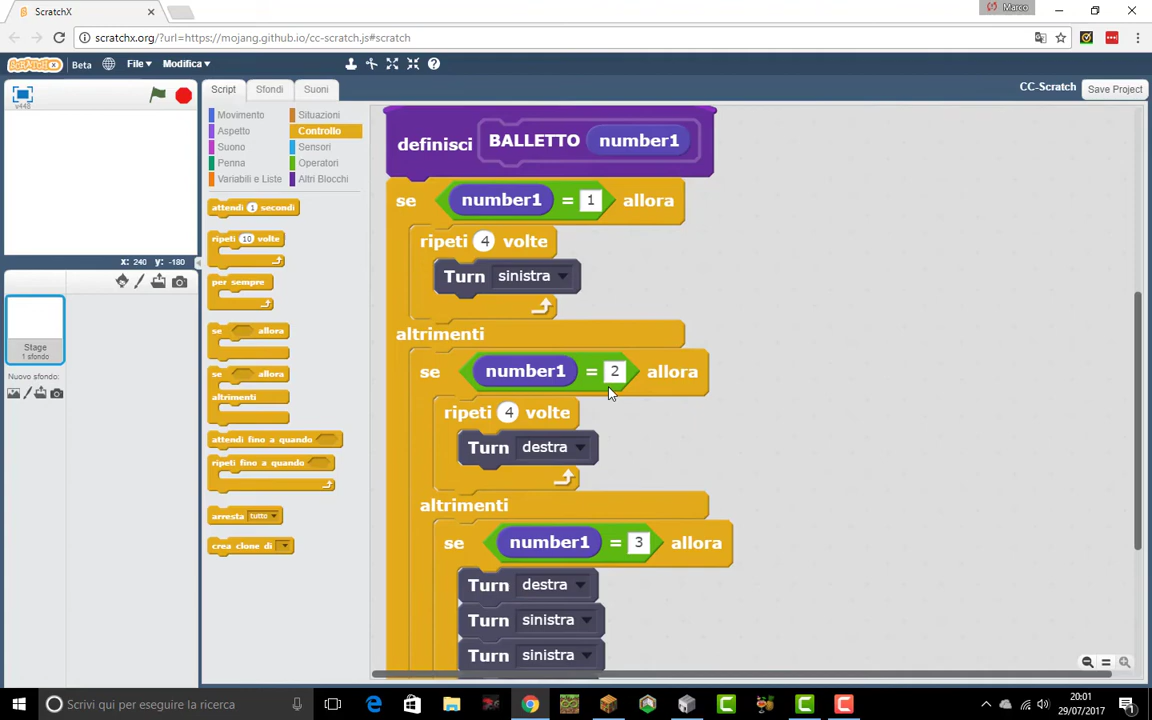 ScratchX
Marco
scratchx.org/?url=https://mojang.github.io/cc-scratch.js#scratch
SCRATCHX Beta File Modifica
v448
Script Sfondi Suoni
CC-Scratch Save Project
Movimento Situazioni
Aspetto Controllo
Suono Sensori
Penna Operatori
Variabili e Liste Altri Blocchi
attendi 1 secondi
ripeti 10 volte
per sempre
se allora
se allora
altrimenti
attendi fino a quando
ripeti fino a quando
arresta tutto
crea clone di
x: 240 y: -180
Stage
1 sfondo
Nuovo sfondo:
definisci BALLETTO number1
se number1 = 1 allora
ripeti 4 volte
Turn sinistra
altrimenti
se number1 = 2 allora
ripeti 4 volte
Turn destra
altrimenti
se number1 = 3 allora
Turn destra
Turn sinistra
Turn sinistra
Scrivi qui per eseguire la ricerca
20:01
29/07/2017
1